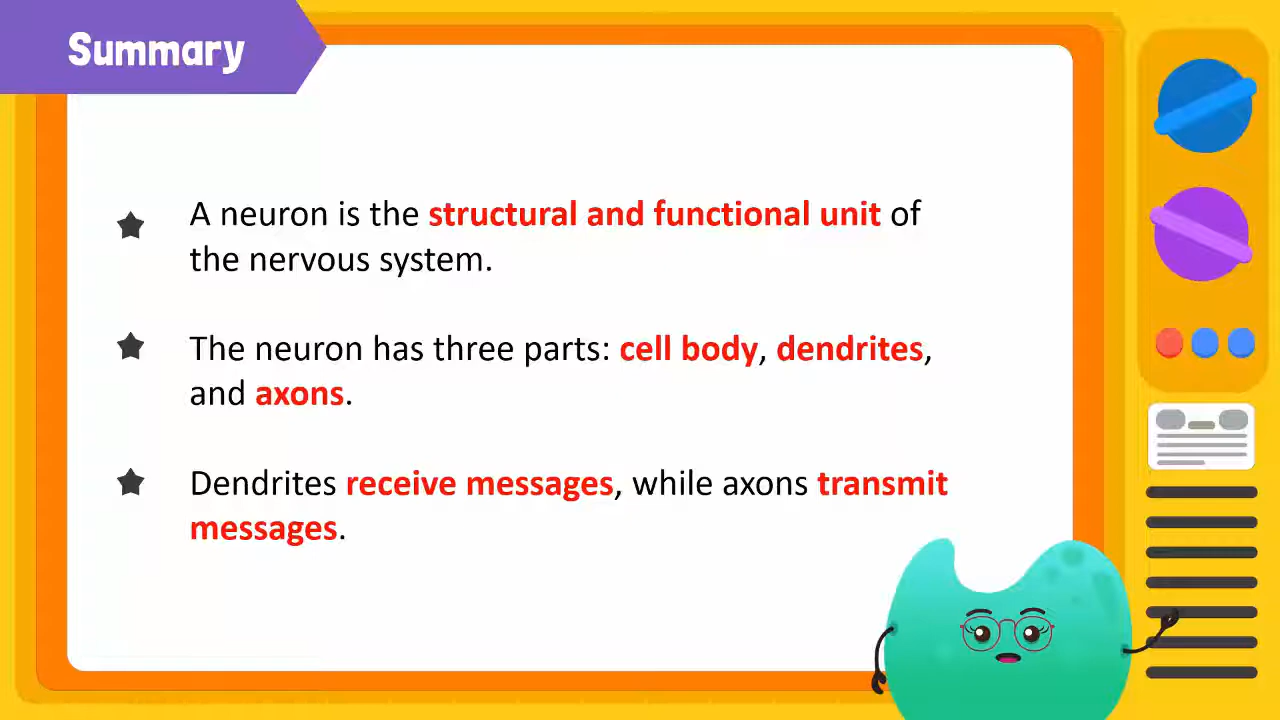 Summary
A neuron is the structural and functional unit of
the nervous system.
The neuron has three parts: cell body, dendrites,
and axons.
Dendrites receive messages, while axons transmit
messages.